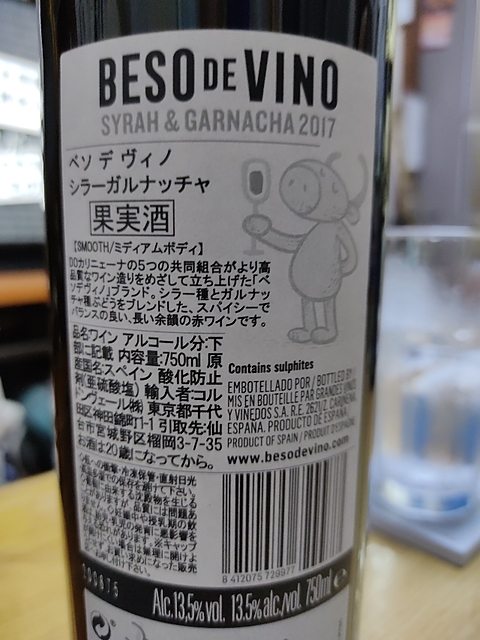 BESO DE VINO
SYRAH & GARNACHA 2017
ベソ デ ヴィノ
シラーガルナッチャ
果実酒
【SMOOTH/ミディアムボディ】
DOカリニェーナの5つの共同組合がより高
品質なワイン造りをめざして立ち上げた「ベ
ソデヴィノ」ブランド。シラー種とガルナッ
チャ種ぶどうをブレンドした、スパイシーで
バランスの良い、長い余韻の赤ワインです。
品名:ワイン アルコール分:下
部に記載 内容量:750ml 原
産国名:スペイン 酸化防止
剤(亜硫酸塩) 輸入者:コル
ドンヴェール㈱ 東京都千代
田区神田錦町1-1 引取先:仙
台市宮城野区榴岡3-7-35
お酒は20歳になってから。
Contains sulphites
EMBOTELLADO POR / BOTTLED BY
MIS EN BOUTEILLE PAR GRANDES VINOS
Y VIÑEDOS S.A. R.E. 2621/Z CARIÑENA,
ESPAÑA. PRODUCTO DE ESPAÑA
PRODUCT OF SPAIN / PRODUIT D'ESPAGNE
www.besodevino.com
8 412075 729977
Alc.13,5% vol. 13.5% alc./vol. 750ml ℮